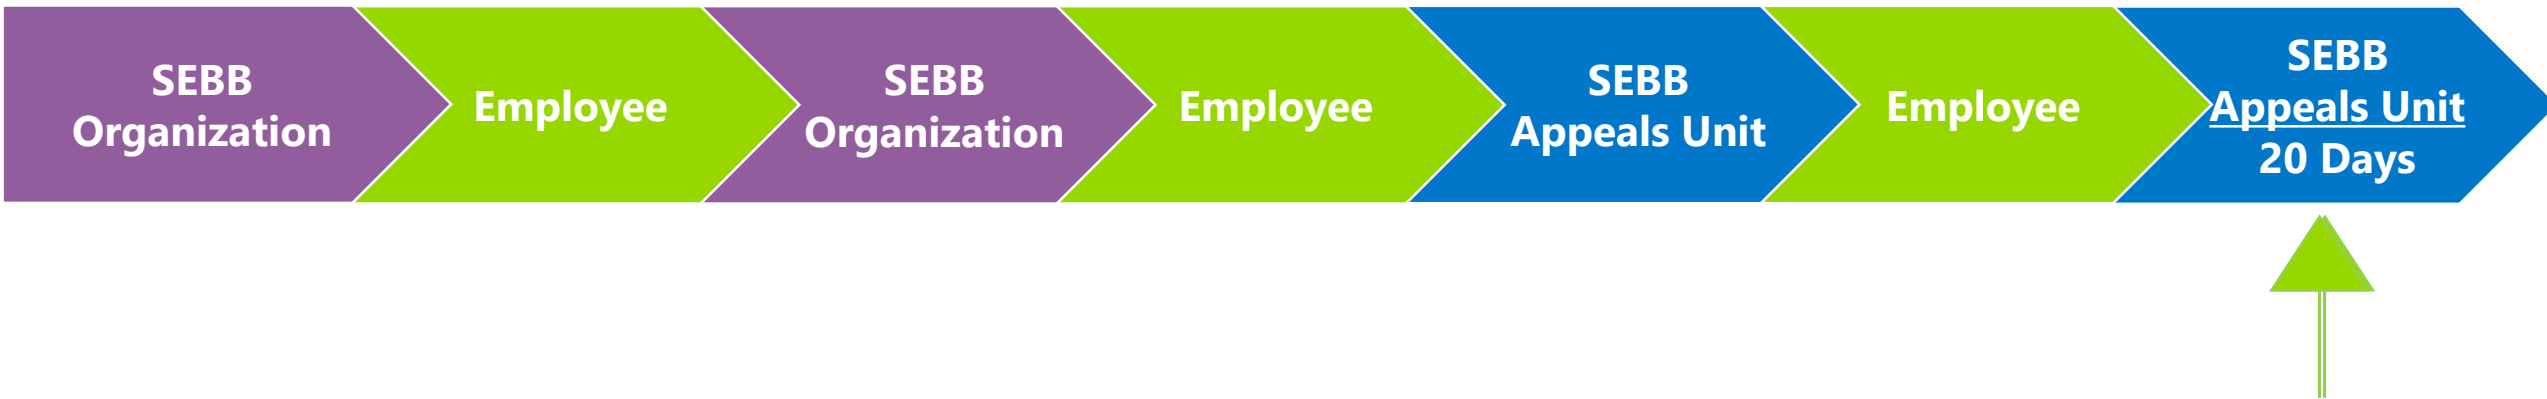 SEBB
Organization
Employee
SEBB
Organization
Employee
SEBB
Appeals Unit
Employee
SEBB
Appeals Unit
20 Days